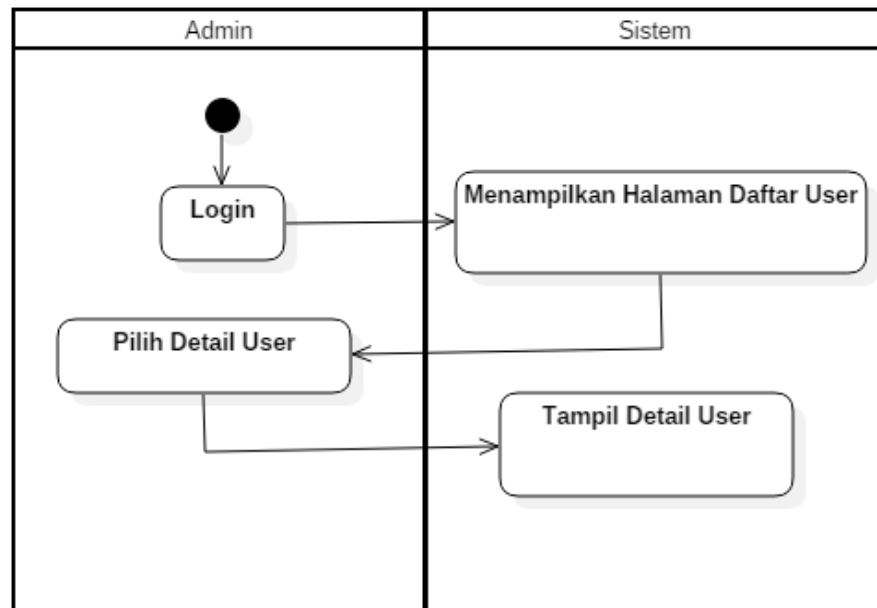 Admin
Sistem
Login
Menampilkan Halaman Daftar User
Pilih Detail User
Tampil Detail User